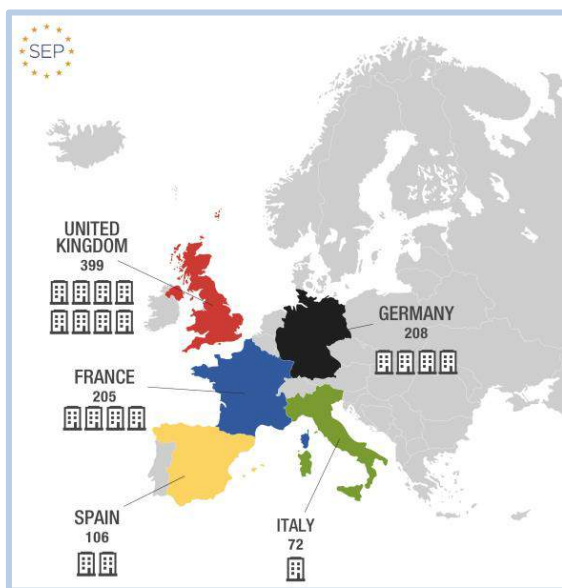 SEP
UNITED
KINGDOM
399
GERMANY
208
FRANCE
205
SPAIN
106
ITALY
72